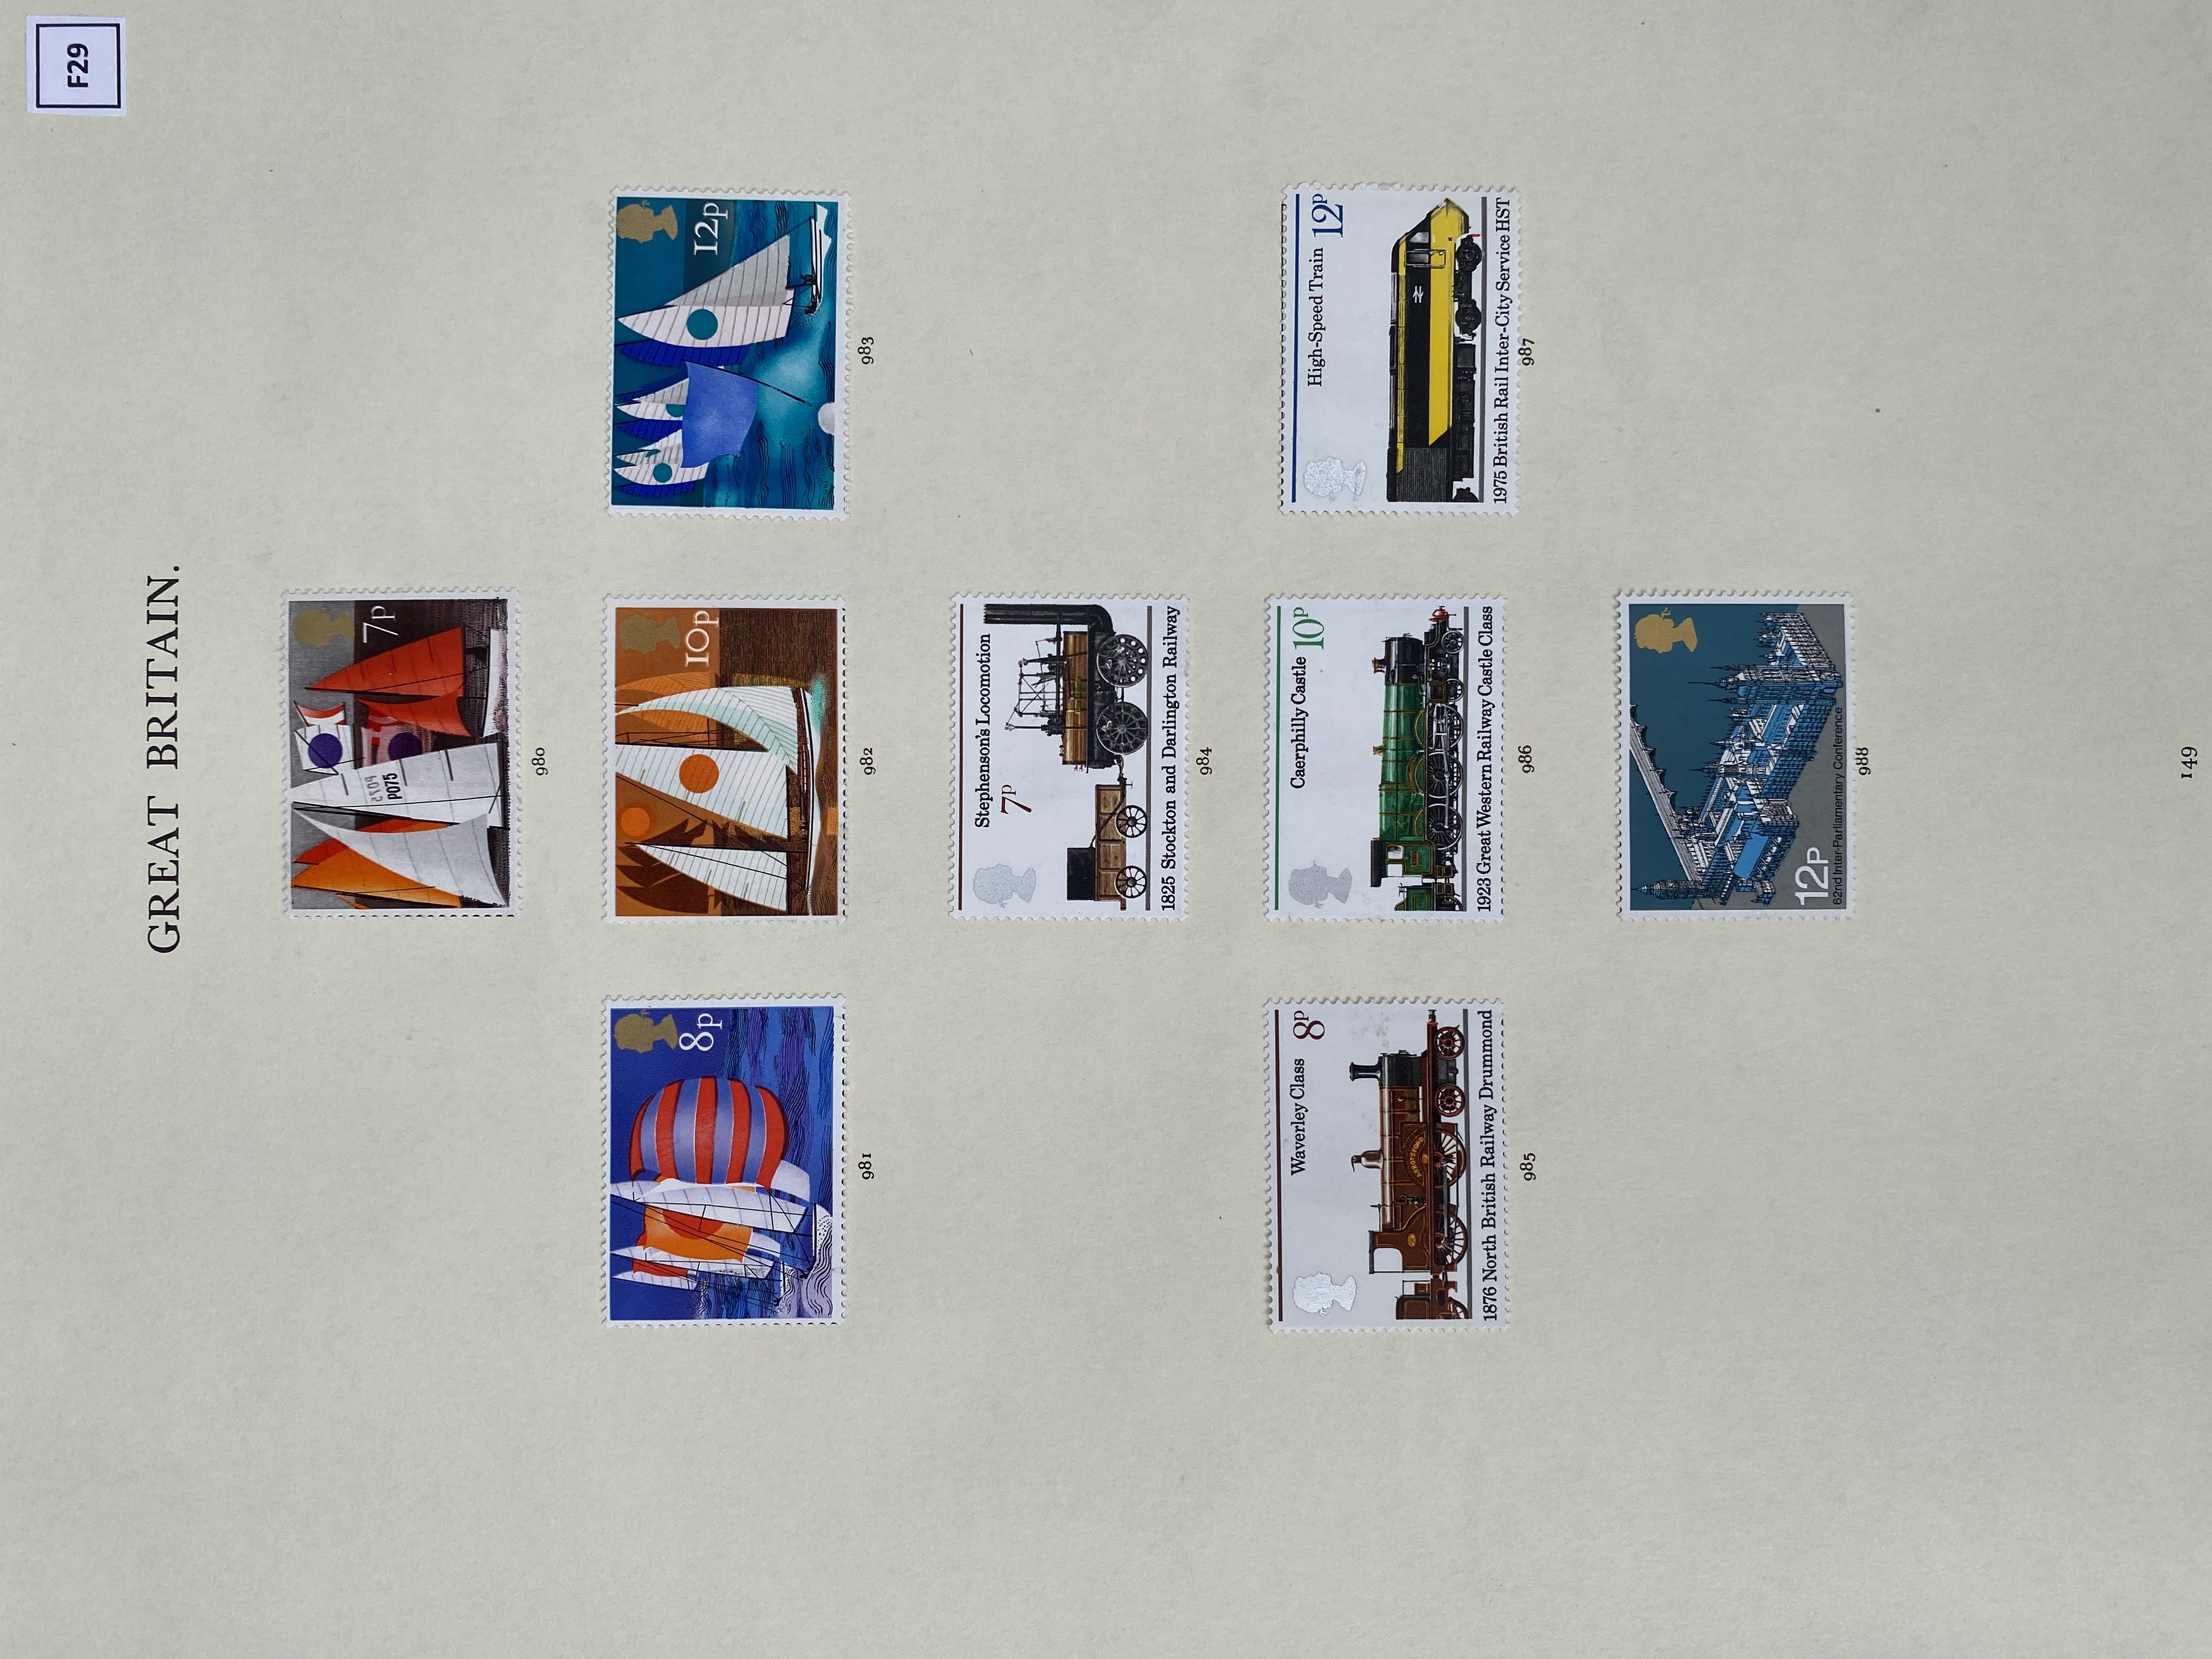 F29
GREAT BRITAIN.
P075
P075
7p
980
8p
10p
12p
981
982
983
Stephenson's Locomotion
7p
1825 Stockton and Darlington Railway
984
Waverley Class 8p
ABBOTSFORD
1876 North British Railway Drummond
985
Caerphilly Castle 10p
1923 Great Western Railway Castle Class
986
High-Speed Train 12p
1975 British Rail Inter-City Service HST
987
12P
62nd Inter-Parliamentary Conference
988
149